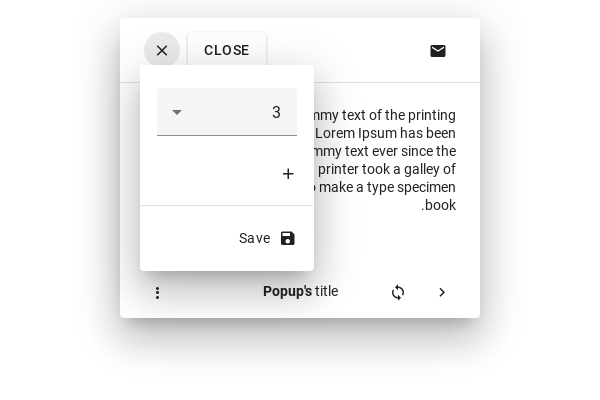 CLOSE
3
+
Save
mmy text of the printing
Lorem Ipsum has been
mmy text ever since the
printer took a galley of
make a type specimen
.book
Popup's title